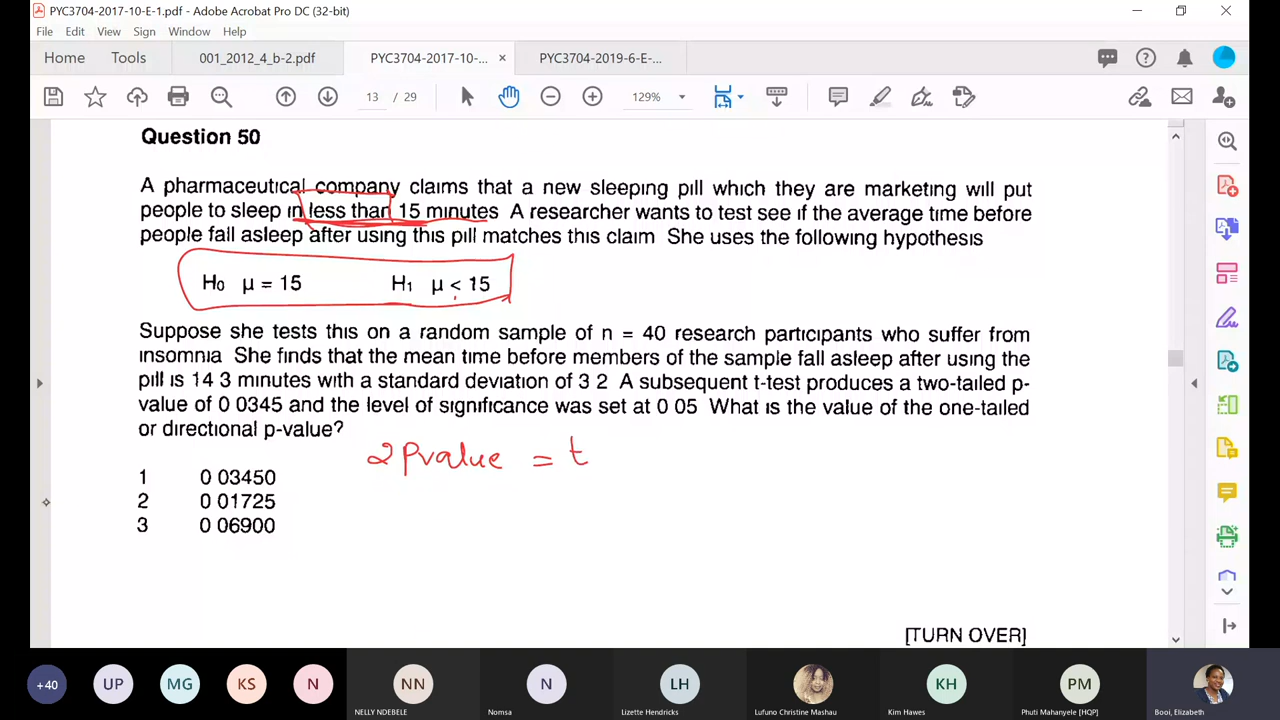 PYC3704-2017-10-E-1.pdf - Adobe Acrobat Pro DC (32-bit)
File Edit View Sign Window Help
Home Tools 001_2012_4_b-2.pdf PYC3704-2017-10-... × PYC3704-2019-6-E-...
13 / 29 129%
Question 50
A pharmaceutical company claims that a new sleeping pill which they are marketing will put
people to sleep in less than 15 minutes A researcher wants to test see if the average time before
people fall asleep after using this pill matches this claim She uses the following hypothesis
H0 μ = 15 H1 μ < 15
Suppose she tests this on a random sample of n = 40 research participants who suffer from
insomnia She finds that the mean time before members of the sample fall asleep after using the
pill is 14 3 minutes with a standard deviation of 3 2 A subsequent t-test produces a two-tailed p-
value of 0 0345 and the level of significance was set at 0 05 What is the value of the one-tailed
or directional p-value?
2 Pvalue = t
1 0 03450
2 0 01725
3 0 06900
[TURN OVER]
+40 UP MG KS N NN N LH KH PM
NELLY NDEBELE Nomsa Lizette Hendricks Lufuno Christine Mashau Kim Hawes Phuti Mahanyele [HQP] Booi, Elizabeth